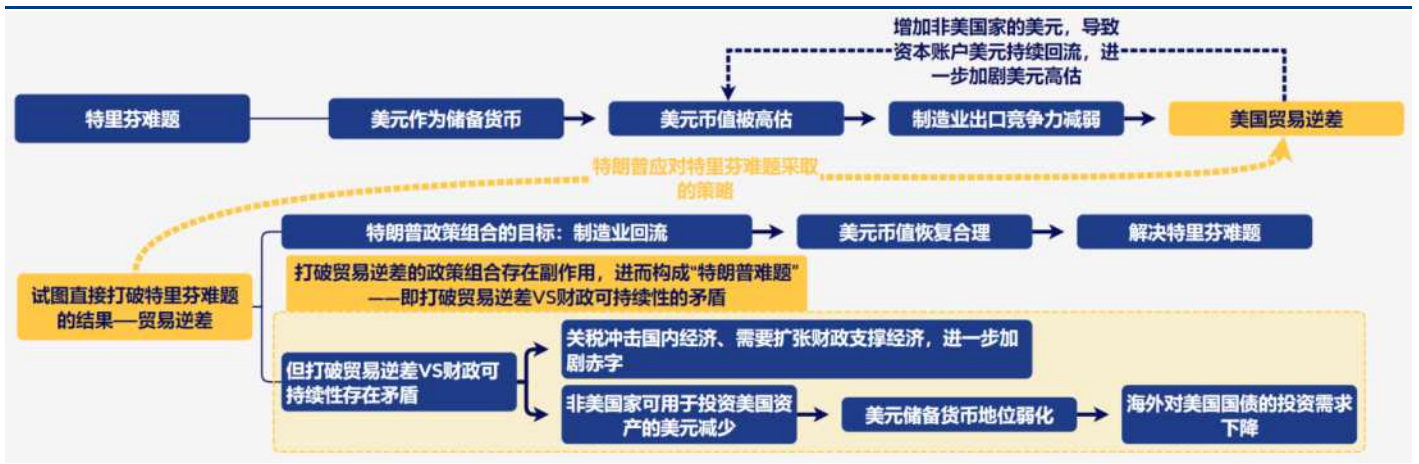 增加非美国家的美元，导致
资本账户美元持续回流，进
一步加剧美元高估
特里芬难题
美元作为储备货币
美元币值被高估
制造业出口竞争力减弱
美国贸易逆差
特朗普应对特里芬难题采取
的策略
特朗普政策组合的目标：制造业回流
美元币值恢复合理
解决特里芬难题
打破贸易逆差的政策组合存在副作用，进而构成“特朗普难题”
——即打破贸易逆差VS财政可持续性的矛盾
试图直接打破特里芬难题
的结果——贸易逆差
关税冲击国内经济、需要扩张财政支撑经济，进一步加
剧赤字
但打破贸易逆差VS财政可
持续性存在矛盾
非美国家可用于投资美国资
产的美元减少
美元储备货币地位弱化
海外对美国国债的投资需求
下降